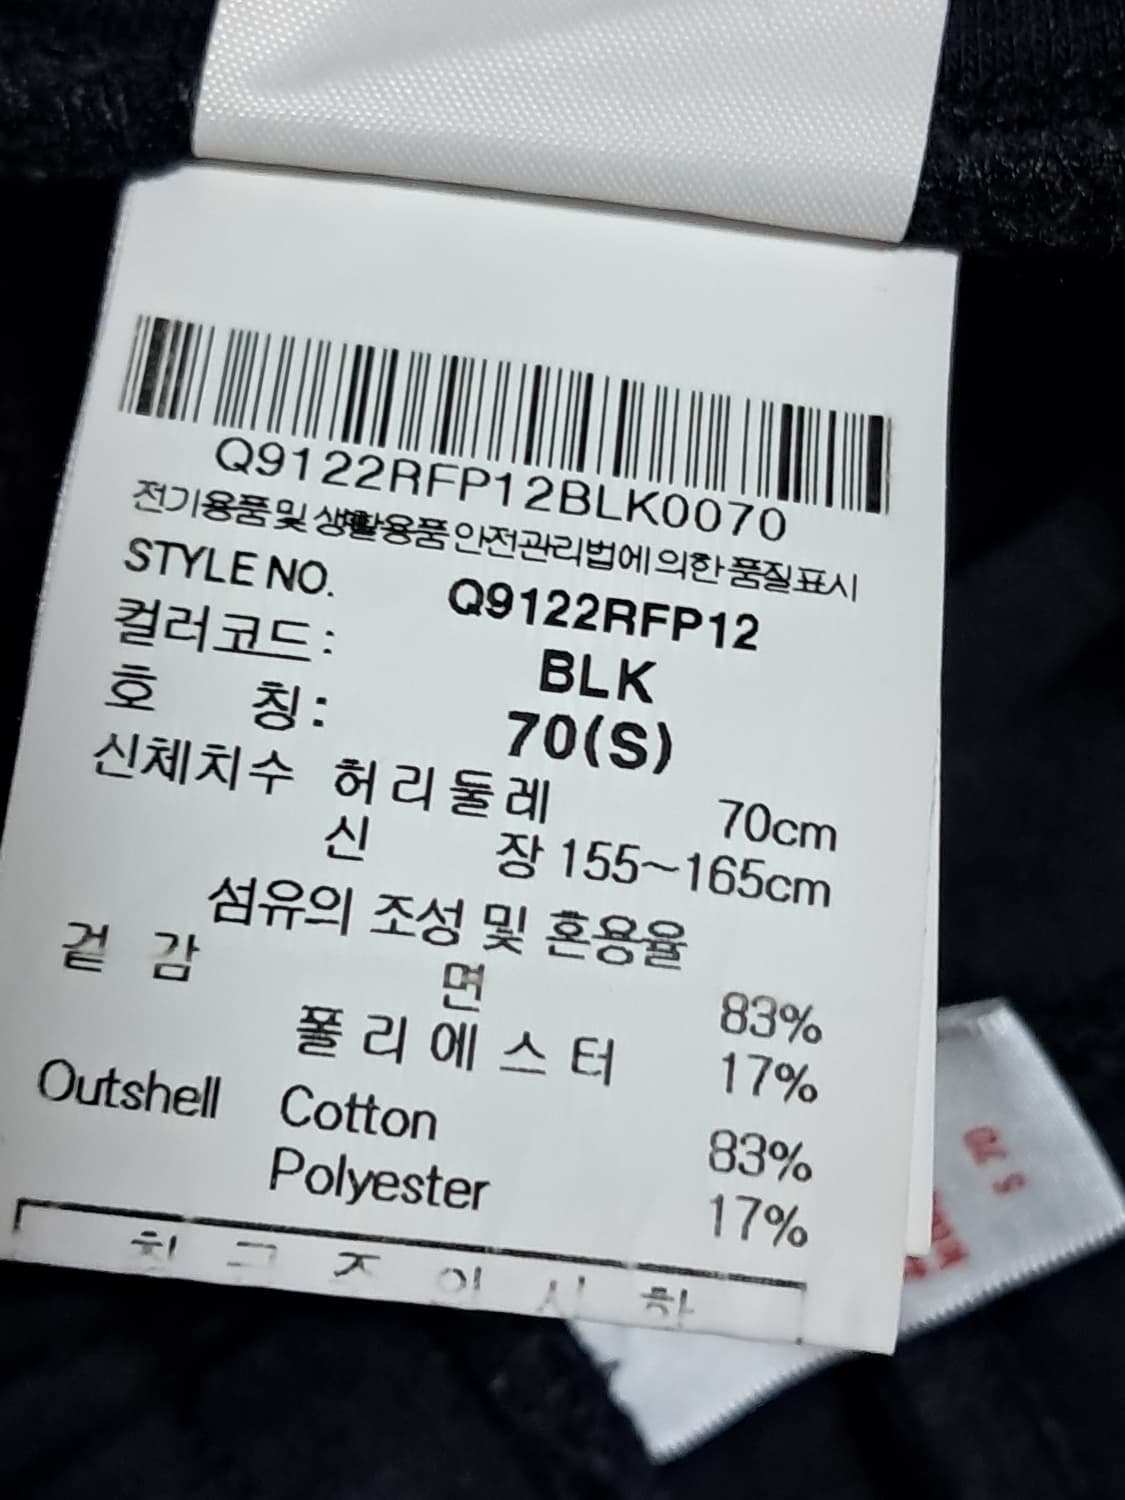 Q9122RFP12BLK0070
전기용품 및 생활용품 안전관리법에 의한 품질표시
STYLE NO. Q9122RFP12
컬러코드: BLK
호 칭: 70(S)
신체치수 허리둘레 70cm
신 장 155~165cm
섬유의 조성 및 혼용율
겉 감 면 83%
폴리에스터 17%
Outshell Cotton 83%
Polyester 17%
70
S